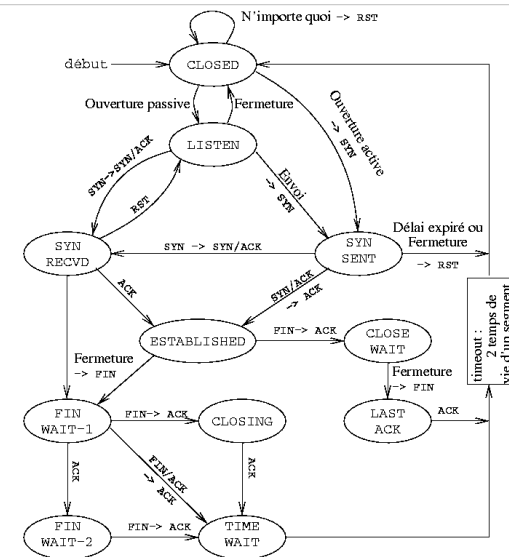 N'importe quoi -> RST
début
CLOSED
Ouverture passive
Fermeture
Ouverture active
-> SYN
LISTEN
SYN->SYN/ACK
RST
Envoi
-> SYN
SYN
RECVD
SYN -> SYN/ACK
SYN
SENT
Délai expiré ou
Fermeture
-> RST
ACK
SYN/ACK
-> ACK
ESTABLISHED
FIN-> ACK
CLOSE
WAIT
timeout :
2 temps de
vie d'un segment
Fermeture
-> FIN
Fermeture
-> FIN
FIN
WAIT-1
FIN-> ACK
CLOSING
LAST
ACK
ACK
ACK
FIN/ACK
-> ACK
ACK
FIN
WAIT-2
FIN-> ACK
TIME
WAIT